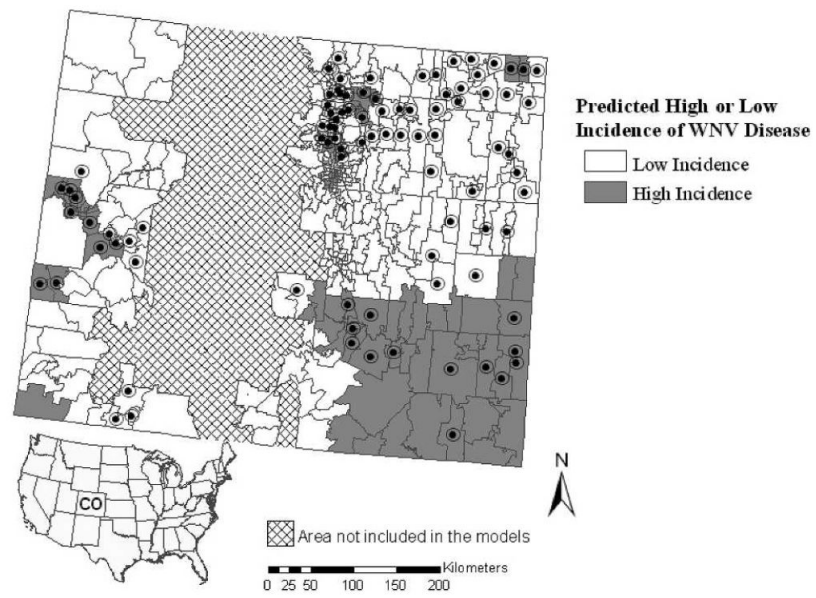 Predicted High or Low
Incidence of WNV Disease
Low Incidence
High Incidence
N
CO
Area not included in the models
Kilometers
0 25 50 100 150 200